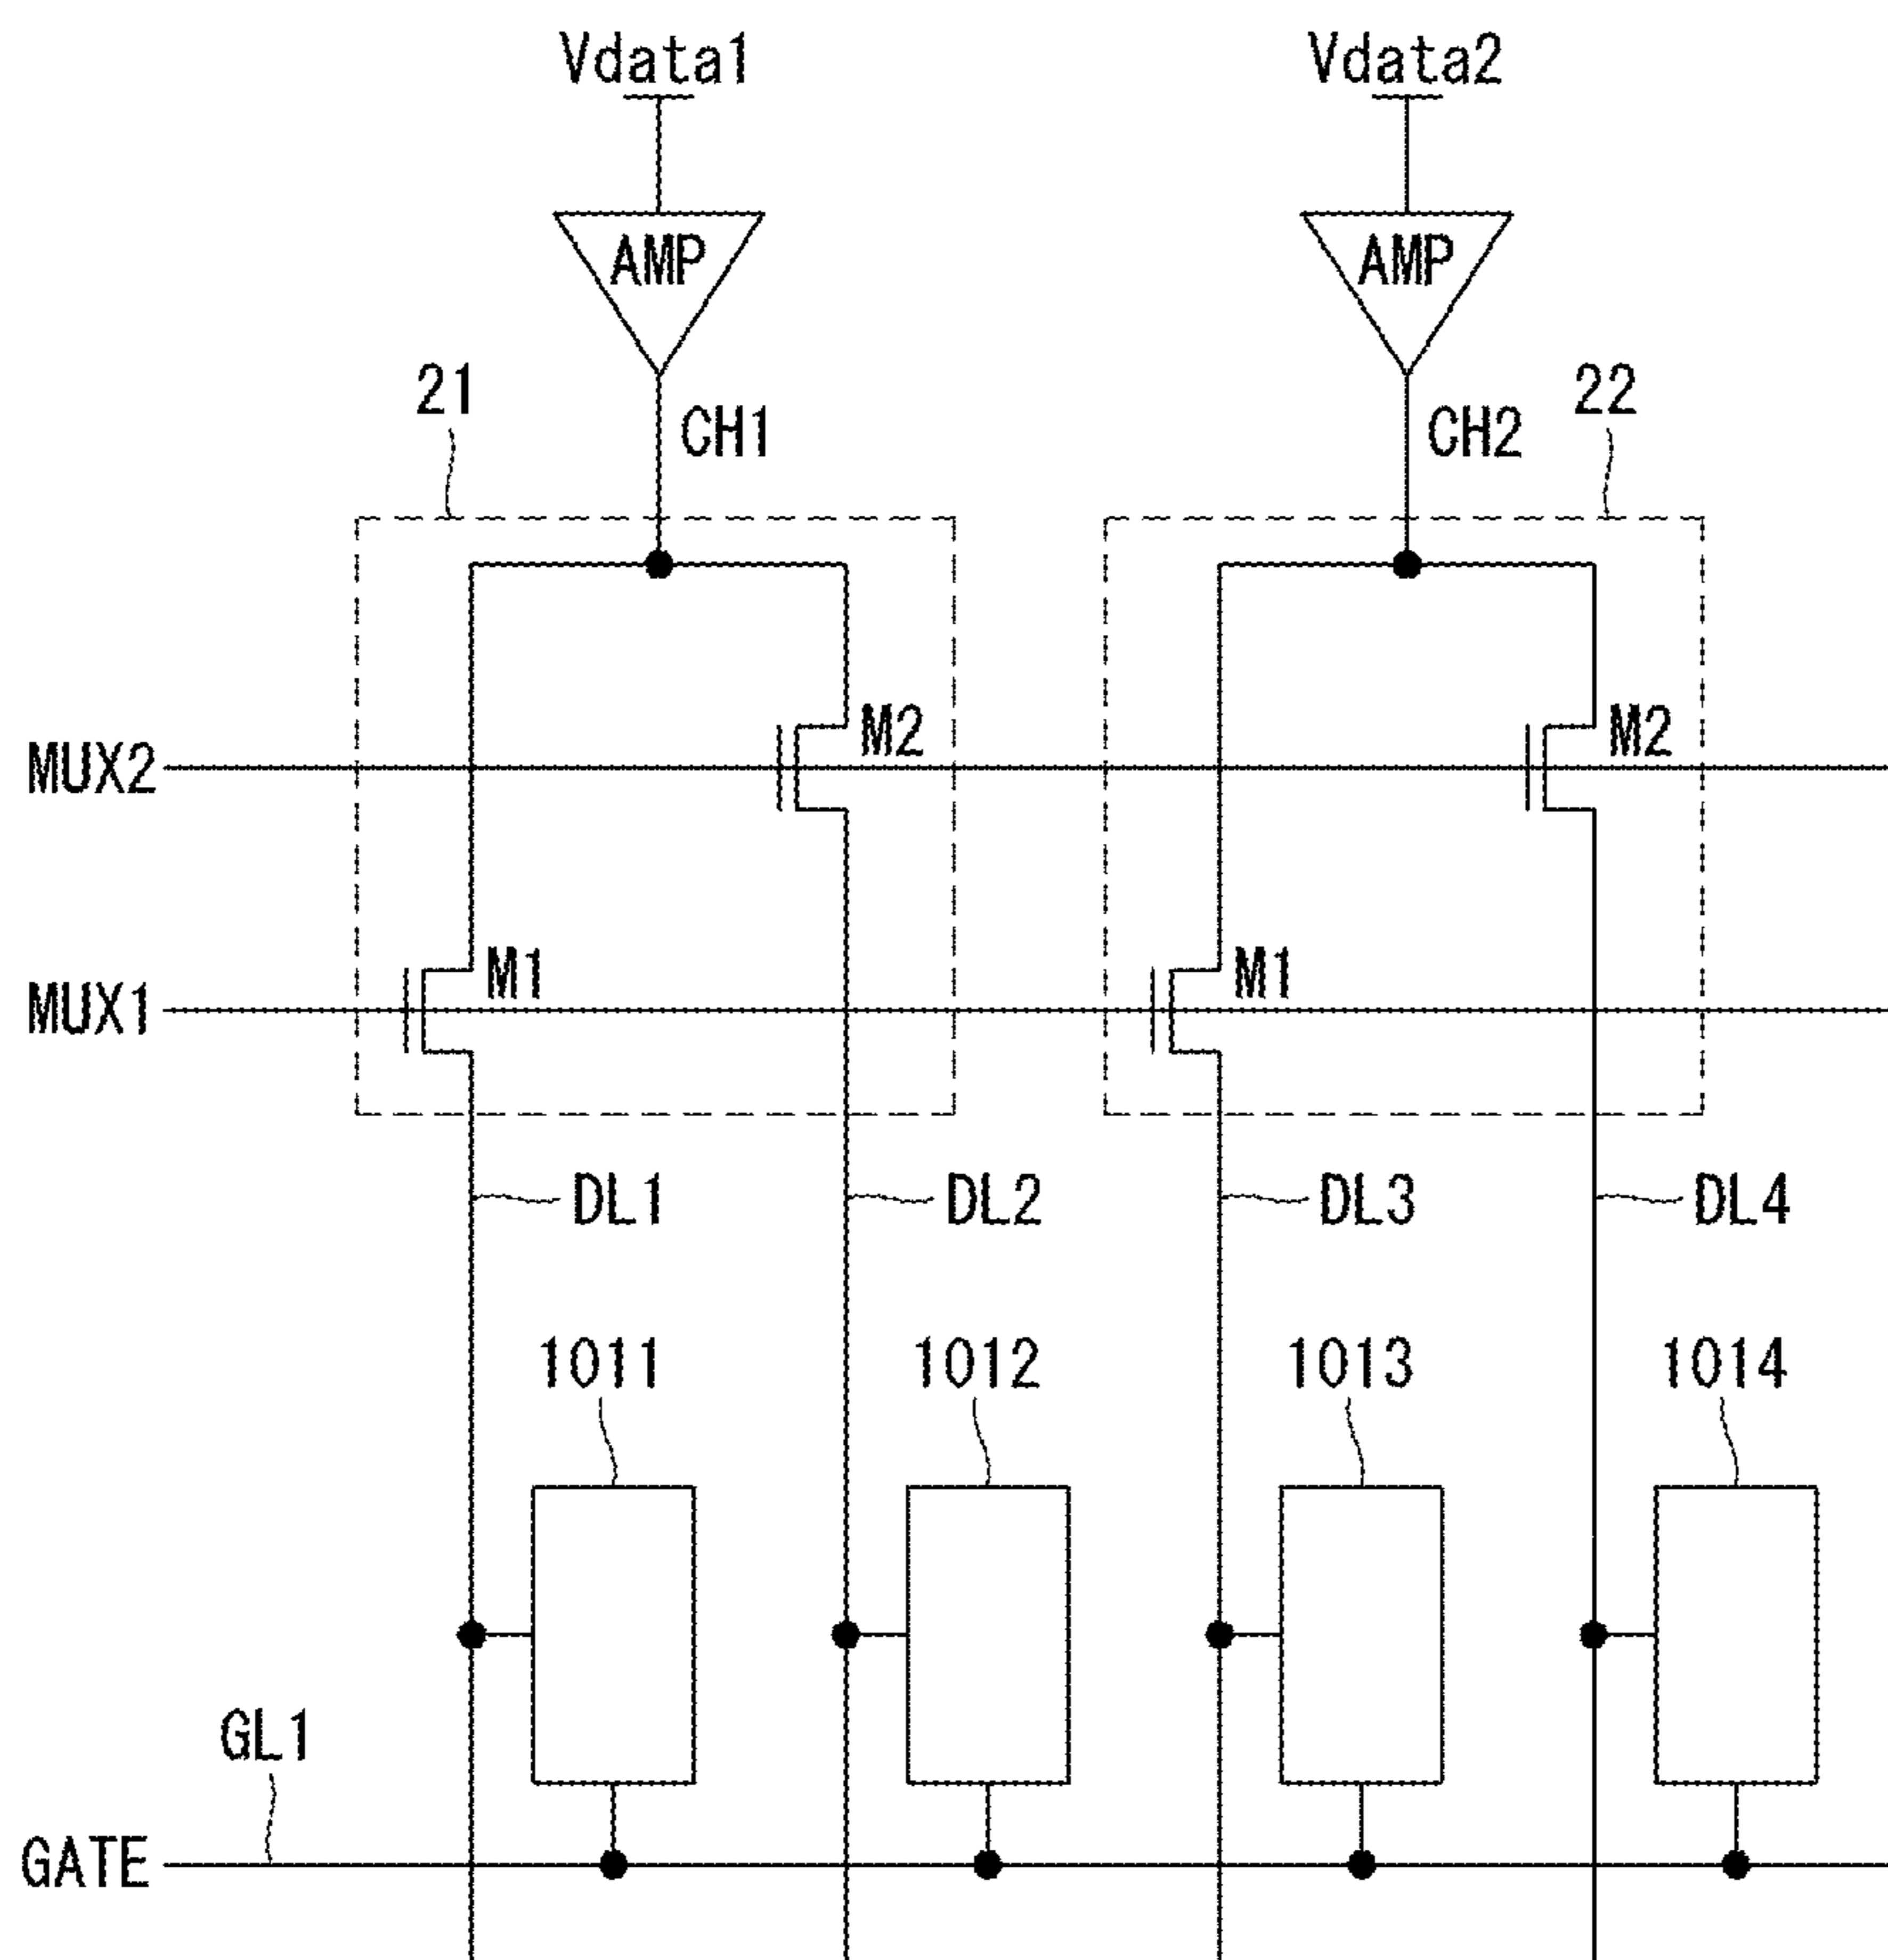 Vdata1 Vdata2
AMP AMP
21 CH1 CH2 22
M2 M2
MUX2
M1 M1
MUX1
DL1 DL2 DL3 DL4
1011 1012 1013 1014
GL1
GATE